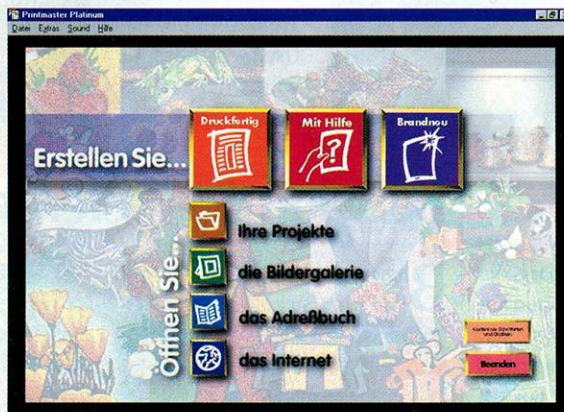 Printmaster Platinum
Datei Extras Sound Hilfe
Druckfertig
Mit Hilfe
Brandneu
Erstellen Sie...
Öffnen Sie...
Ihre Projekte
die Bildergalerie
das Adreßbuch
das Internet
Beenden